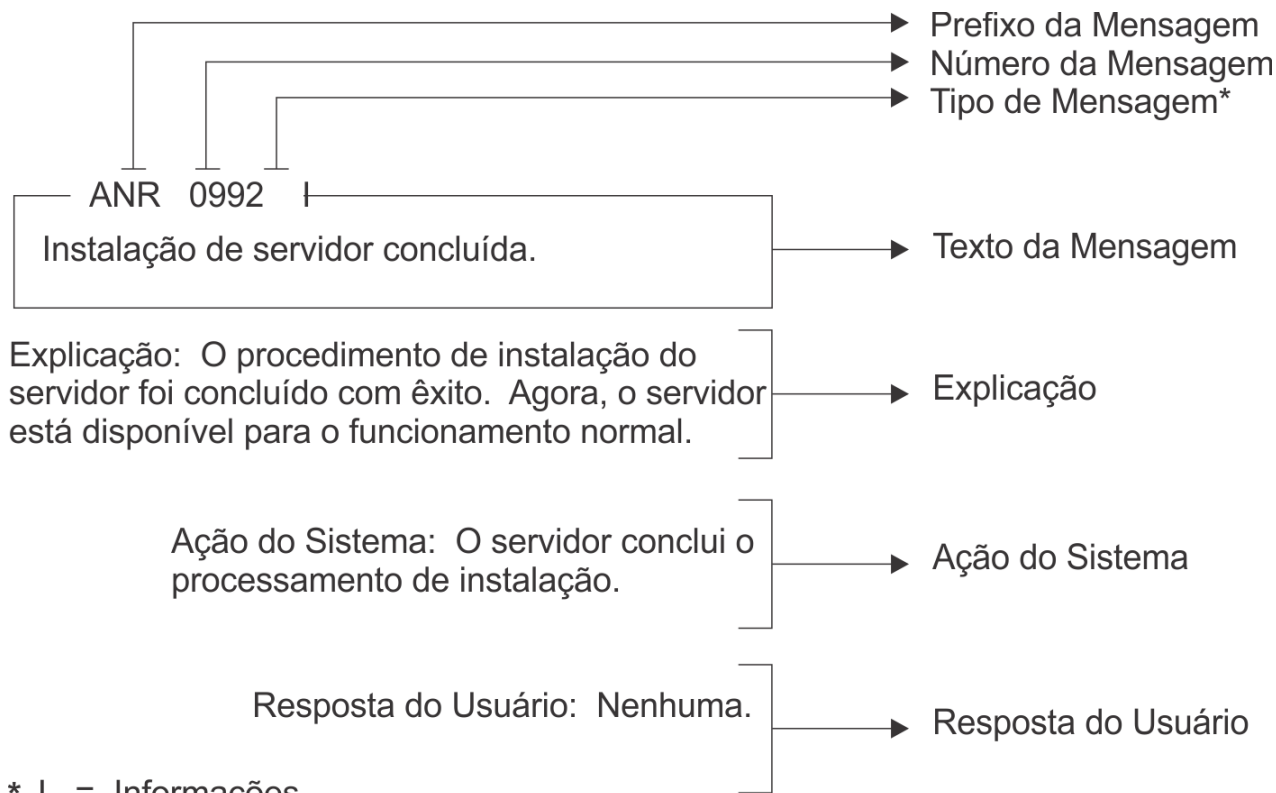 Prefixo da Mensagem
Número da Mensagem
Tipo de Mensagem*
ANR 0992 I
Instalação de servidor concluída.
Texto da Mensagem
Explicação: O procedimento de instalação do
servidor foi concluído com êxito. Agora, o servidor
está disponível para o funcionamento normal.
Explicação
Ação do Sistema: O servidor conclui o
processamento de instalação.
Ação do Sistema
Resposta do Usuário: Nenhuma.
Resposta do Usuário
* I = Informações